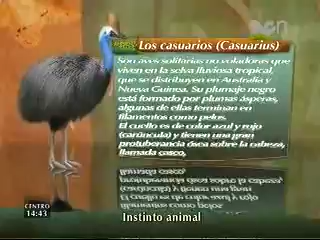 Los casuarios (Casuarius)
Son aves solitarias no voladoras que
viven en la selva lluviosa tropical,
que se distribuyen en Australia y
Nueva Guinea. Su plumaje negro
está formado por plumas ásperas,
algunas de ellas terminan en
filamentos como pelos.
El cuello es de color azul y rojo
(carúncula) y tienen una gran
protuberancia ósea sobre la cabeza,
llamada casco,
CENTRO
14:43
Instinto animal